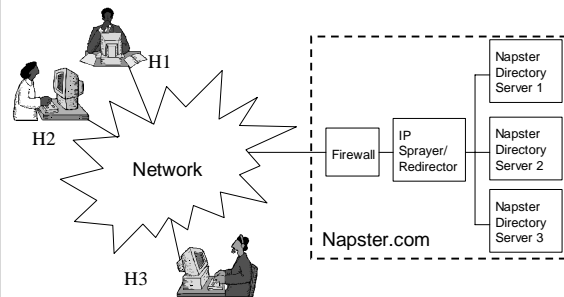 H1
H2
H3
Network
Firewall
IP
Sprayer/
Redirector
Napster
Directory
Server 1
Napster
Directory
Server 2
Napster
Directory
Server 3
Napster.com